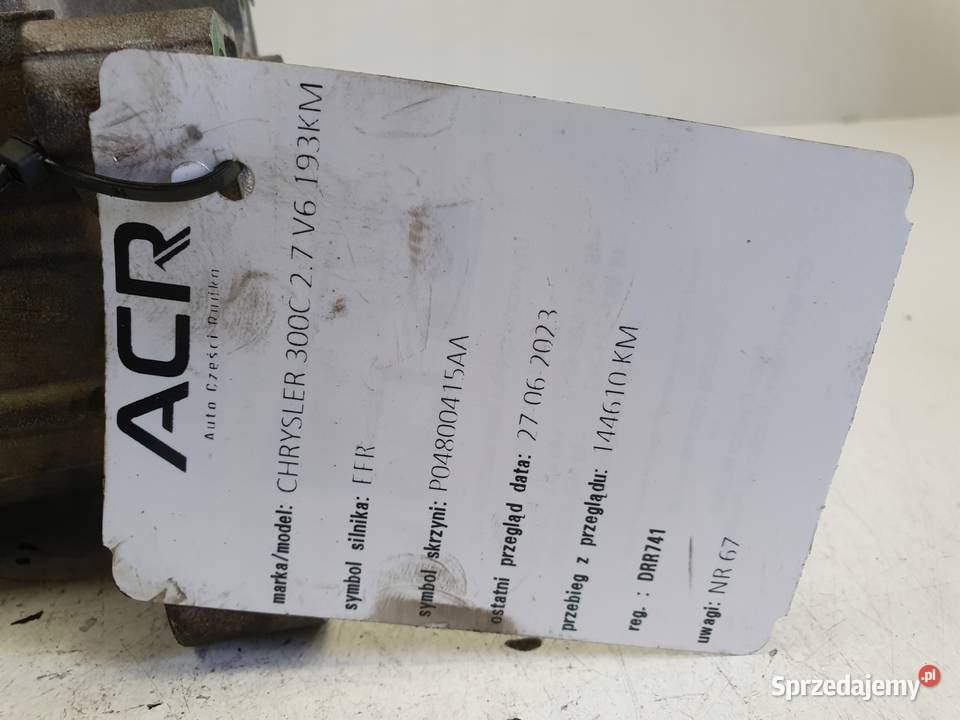 ACR
Auto Części Rudka
marka/model: CHRYSLER 300C 2.7 V6 193KM
symbol silnika: EER
symbol skrzyni: P04800415AA
ostatni przegląd data: 27-06-2023
przebieg z przeglądu: 144610 KM
reg. : DRR741
uwagi: NR 67
Sprzedajemy.pl